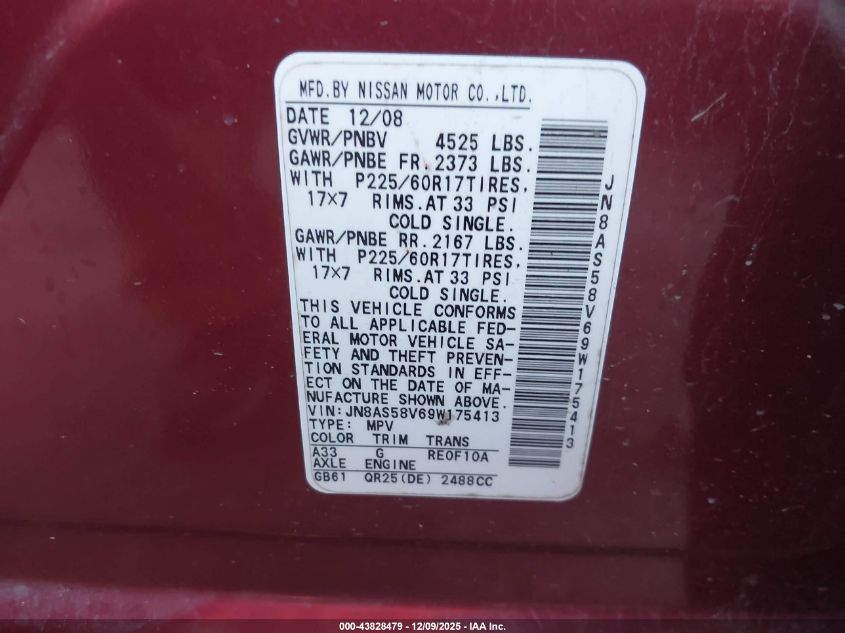 MFD.BY NISSAN MOTOR CO.,LTD.
DATE 12/08
GVWR/PNBV 4525 LBS.
GAWR/PNBE FR. 2373 LBS.
WITH P225/60R17TIRES.
17×7 RIMS.AT 33 PSI
COLD SINGLE.
GAWR/PNBE RR. 2167 LBS.
WITH P225/60R17TIRES.
17×7 RIMS.AT 33 PSI
COLD SINGLE.
THIS VEHICLE CONFORMS
TO ALL APPLICABLE FED-
ERAL MOTOR VEHICLE SA-
FETY AND THEFT PREVEN-
TION STANDARDS IN EFF-
ECT ON THE DATE OF MA-
NUFACTURE SHOWN ABOVE.
VIN:JN8AS58V69W175413
TYPE: MPV
COLOR TRIM TRANS
A33 G RE0F10A
AXLE ENGINE
GB61 QR25(DE) 2488CC
JN8AS58V69W175413
000-43828479 | 12/09/2025 - IAA Inc.